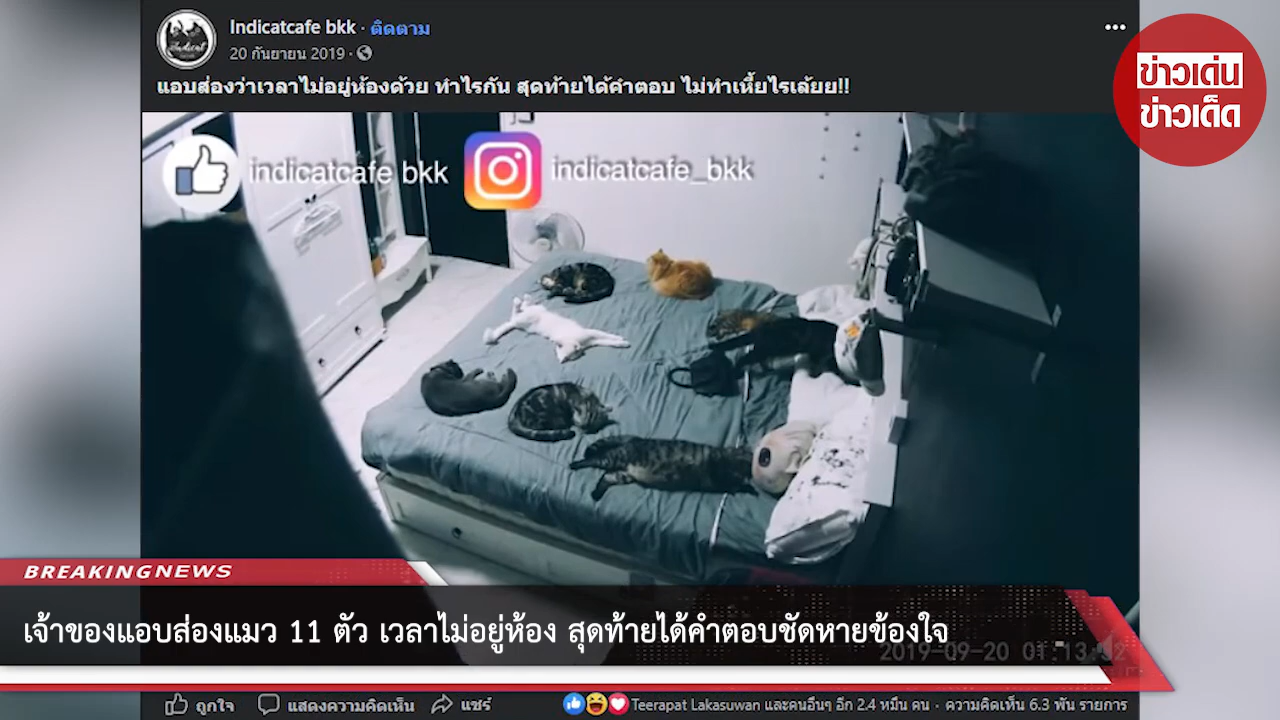 Indicatcafe bkk · ติดตาม
20 กันยายน 2019 ·
แอบส่องว่าเวลาไม่อยู่ห้องด้วย ทำไรกัน สุดท้ายได้คำตอบ ไม่ทำเหี้ยไรเล้ยย!!
ข่าวเด่น
ข่าวเด็ด
indicatcafe bkk
indicatcafe_bkk
BREAKING NEWS
เจ้าของแอบส่องแมว 11 ตัว เวลาไม่อยู่ห้อง สุดท้ายได้คำตอบชัดหายข้องใจ
2019-09-20 01:13
ถูกใจ แสดงความคิดเห็น แชร์ Teerapat Lakasuwan และคนอื่นๆ อีก 2.4 หมื่น คน · ความคิดเห็น 6.3 พัน รายการ